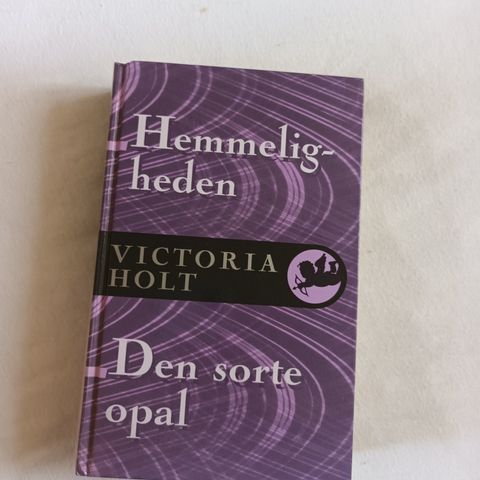 Hemmelig-
heden
VICTORIA
HOLT
Den sorte
opal